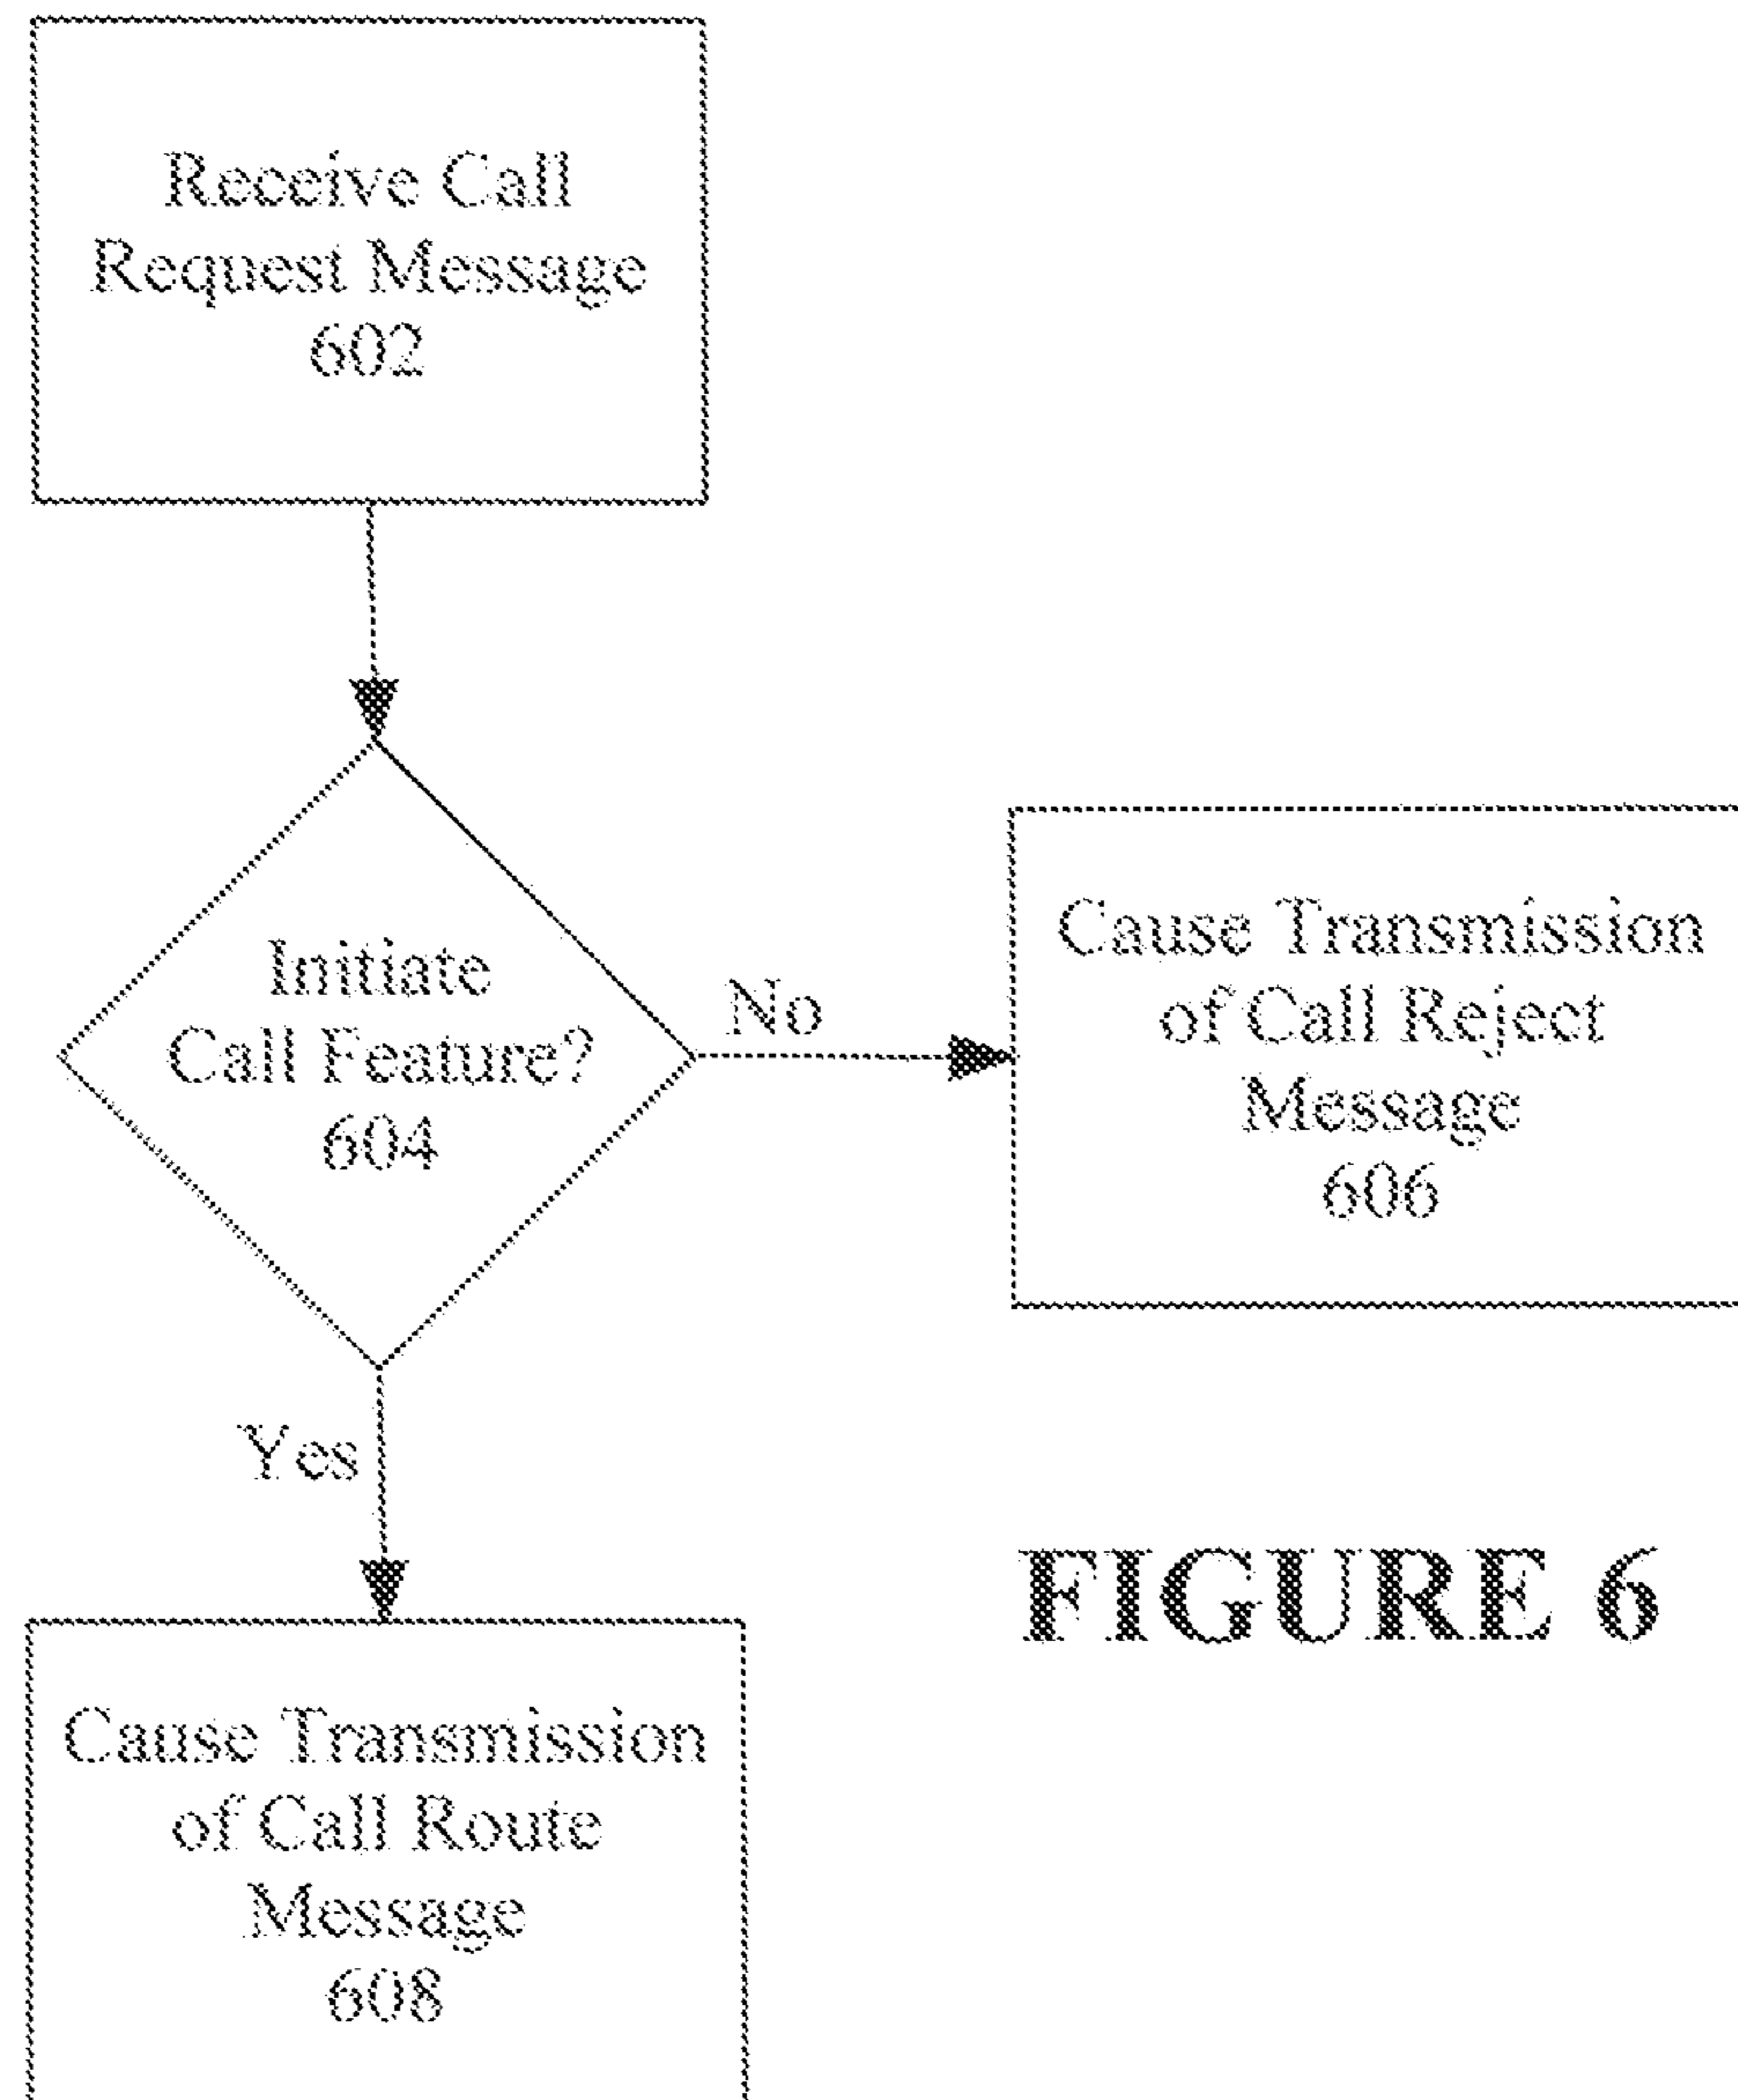 Receive Call
Request Message
602
Initiate
Call Feature?
604
No
Cause Transmission
of Call Reject
Message
606
Yes
FIGURE 6
Cause Transmission
of Call Route
Message
608